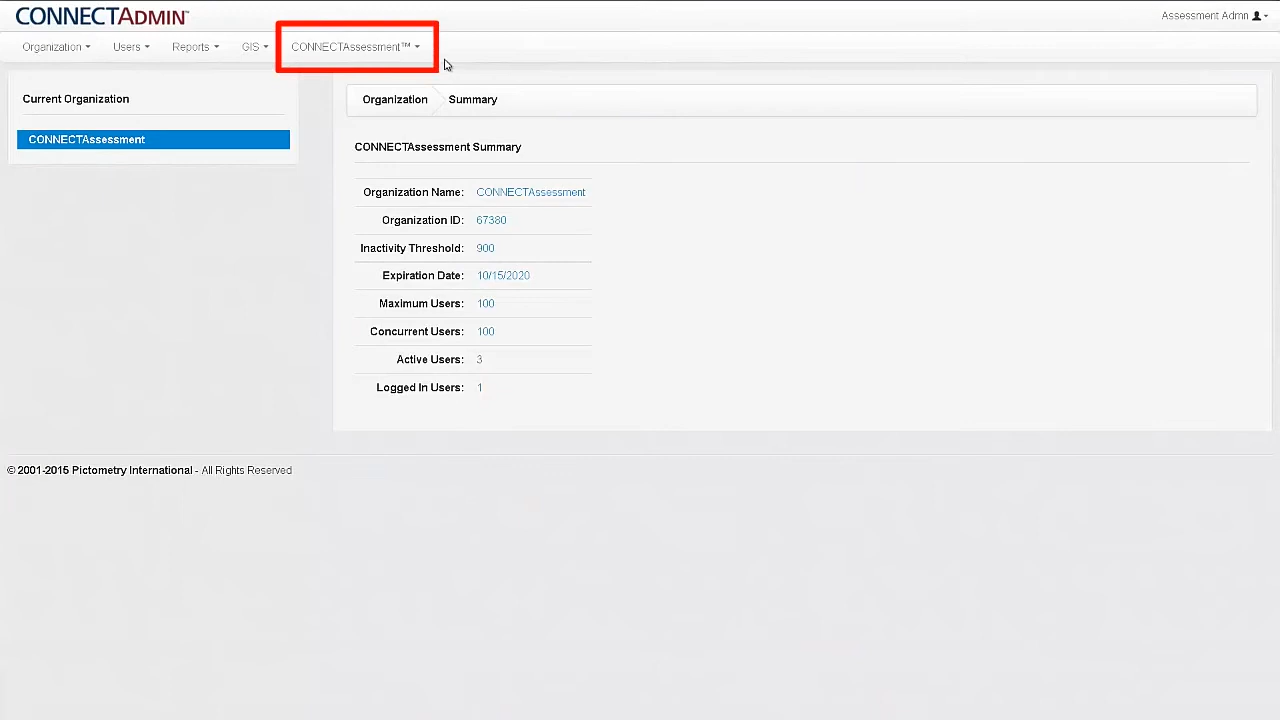 CONNECTADMIN™
Assessment Admn
Organization Users Reports GIS CONNECTAssessment™
Current Organization
CONNECTAssessment
Organization Summary
CONNECTAssessment Summary
Organization Name: CONNECTAssessment
Organization ID: 67380
Inactivity Threshold: 900
Expiration Date: 10/15/2020
Maximum Users: 100
Concurrent Users: 100
Active Users: 3
Logged In Users: 1
© 2001-2015 Pictometry International - All Rights Reserved